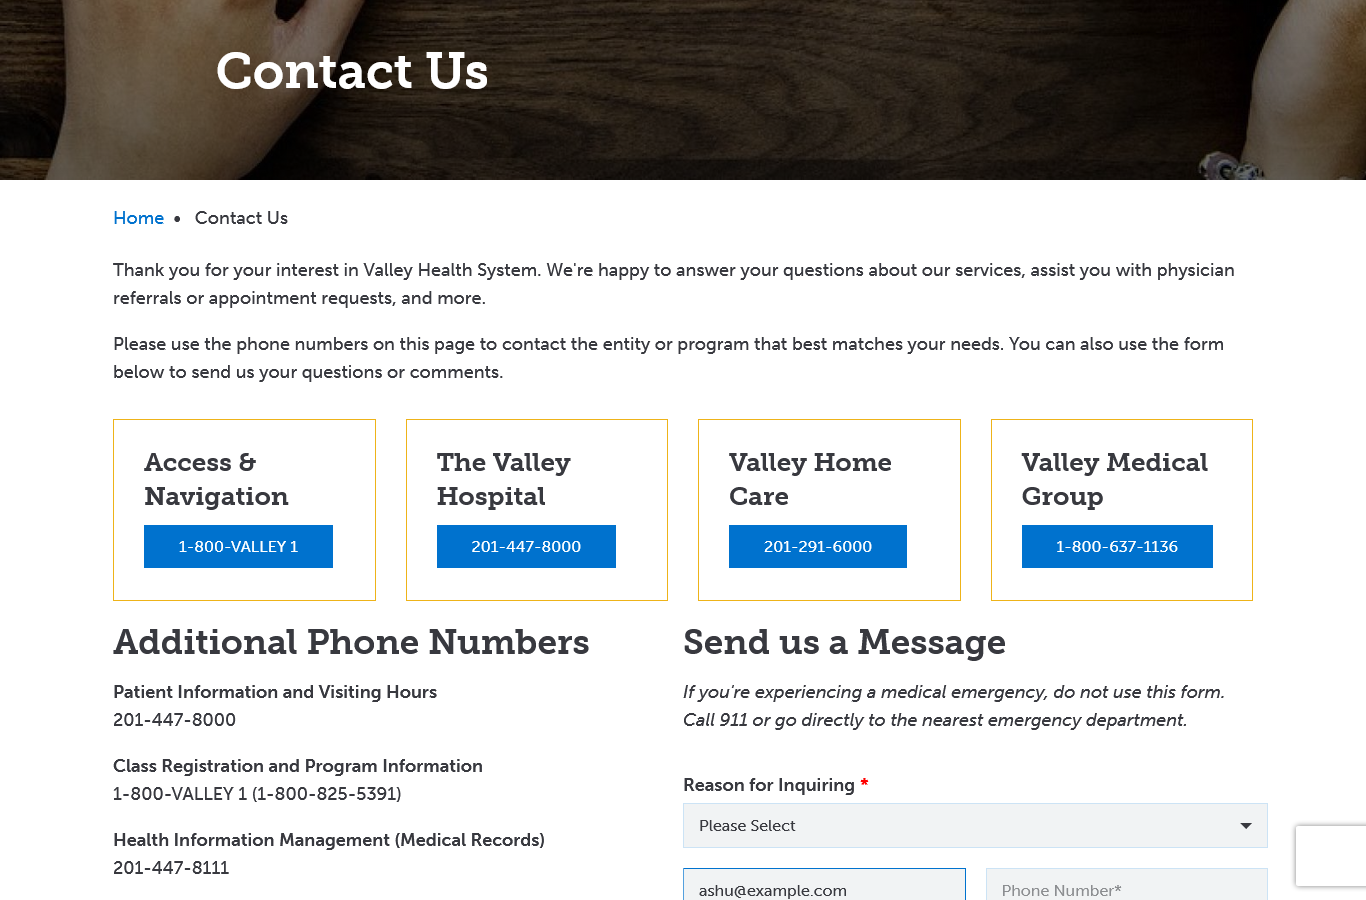 Contact Us
Home • Contact Us
Thank you for your interest in Valley Health System. We're happy to answer your questions about our services, assist you with physician
referrals or appointment requests, and more.
Please use the phone numbers on this page to contact the entity or program that best matches your needs. You can also use the form
below to send us your questions or comments.
Access &
Navigation
1-800-VALLEY 1
The Valley
Hospital
201-447-8000
Valley Home
Care
201-291-6000
Valley Medical
Group
1-800-637-1136
Additional Phone Numbers
Patient Information and Visiting Hours
201-447-8000
Class Registration and Program Information
1-800-VALLEY 1 (1-800-825-5391)
Health Information Management (Medical Records)
201-447-8111
Send us a Message
If you're experiencing a medical emergency, do not use this form.
Call 911 or go directly to the nearest emergency department.
Reason for Inquiring *
Please Select
ashu@example.com
Phone Number*